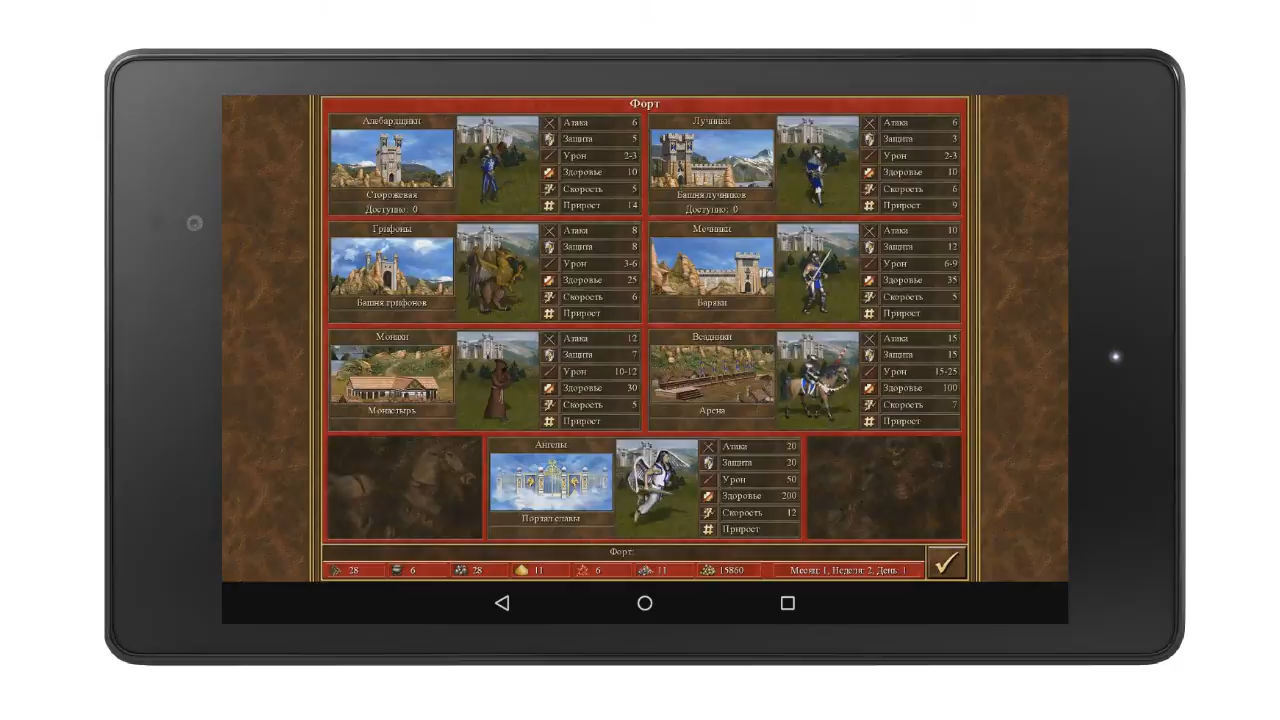 Форт
Алебардщики
Сторожевая
Доступно: 0
Атака 6
Защита 5
Урон 2-3
Здоровье 10
Скорость 5
Прирост 14
Лучники
Башня лучников
Доступно: 0
Атака 6
Защита 3
Урон 2-3
Здоровье 10
Скорость 6
Прирост 9
Грифоны
Башня грифонов
Атака 8
Защита 8
Урон 3-6
Здоровье 25
Скорость 6
Прирост
Мечники
Бараки
Атака 10
Защита 12
Урон 6-9
Здоровье 35
Скорость 5
Прирост
Монахи
Монастырь
Атака 12
Защита 7
Урон 10-12
Здоровье 30
Скорость 5
Прирост
Всадники
Арена
Атака 15
Защита 15
Урон 15-25
Здоровье 100
Скорость 7
Прирост
Ангелы
Портал славы
Атака 20
Защита 20
Урон 50
Здоровье 200
Скорость 12
Прирост
Форт:
28 6 28 11 6 11 15860 Месяц: 1, Неделя: 2, День: 1